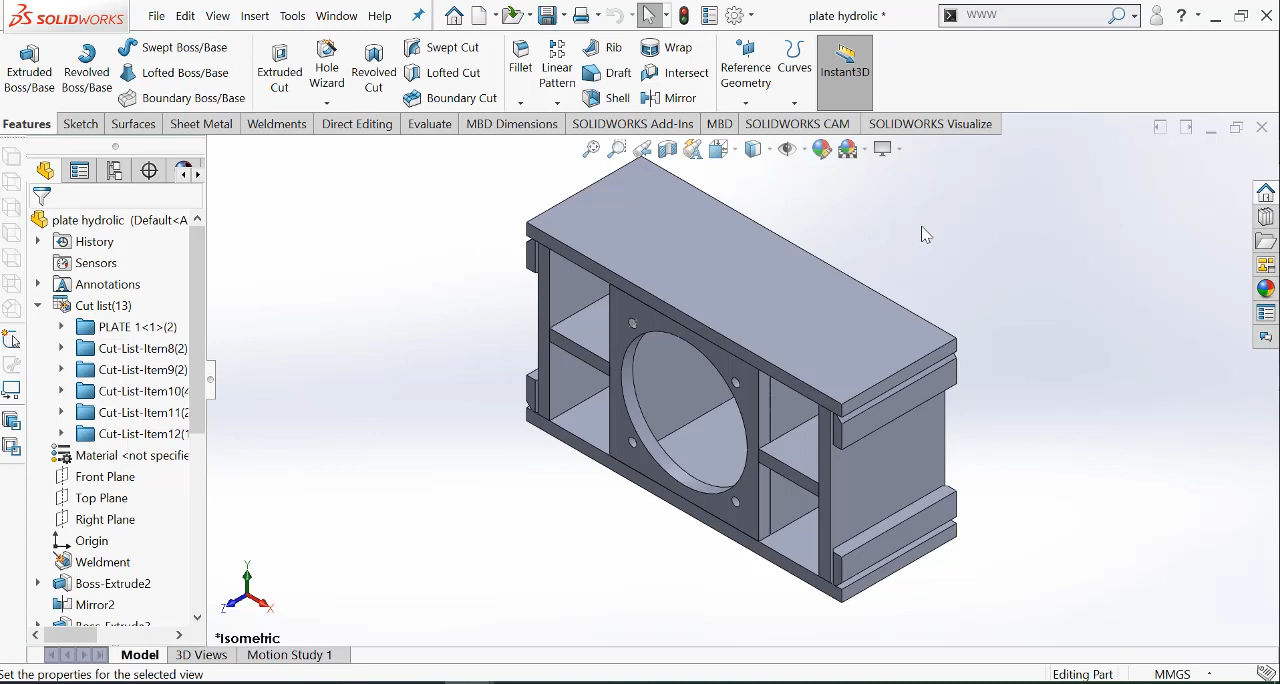 SOLIDWORKS File Edit View Insert Tools Window Help plate hydrolic * WWW ?
Extruded Boss/Base
Revolved Boss/Base
Swept Boss/Base
Lofted Boss/Base
Boundary Boss/Base
Extruded Cut
Hole Wizard
Revolved Cut
Swept Cut
Lofted Cut
Boundary Cut
Fillet
Linear Pattern
Rib
Draft
Shell
Wrap
Intersect
Mirror
Reference Geometry
Curves
Instant3D
Features Sketch Surfaces Sheet Metal Weldments Direct Editing Evaluate MBD Dimensions SOLIDWORKS Add-Ins MBD SOLIDWORKS CAM SOLIDWORKS Visualize
plate hydrolic (Default<A
History
Sensors
Annotations
Cut list(13)
PLATE 1<1>(2)
Cut-List-Item8(2)
Cut-List-Item9(2)
Cut-List-Item10(4
Cut-List-Item11(2
Cut-List-Item12(1
Material <not specifie
Front Plane
Top Plane
Right Plane
Origin
Weldment
Boss-Extrude2
Mirror2
Y
Z
X
*Isometric
Model 3D Views Motion Study 1
Set the properties for the selected view Editing Part MMGS